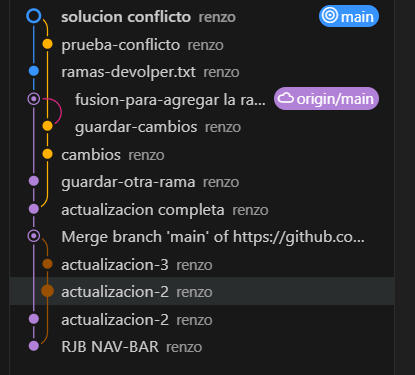 solucion conflicto renzo main
prueba-conflicto renzo
ramas-devolper.txt renzo
fusion-para-agregar la ra... origin/main
guardar-cambios renzo
cambios renzo
guardar-otra-rama renzo
actualizacion completa renzo
Merge branch 'main' of https://github.co...
actualizacion-3 renzo
actualizacion-2 renzo
actualizacion-2 renzo
RJB NAV-BAR renzo